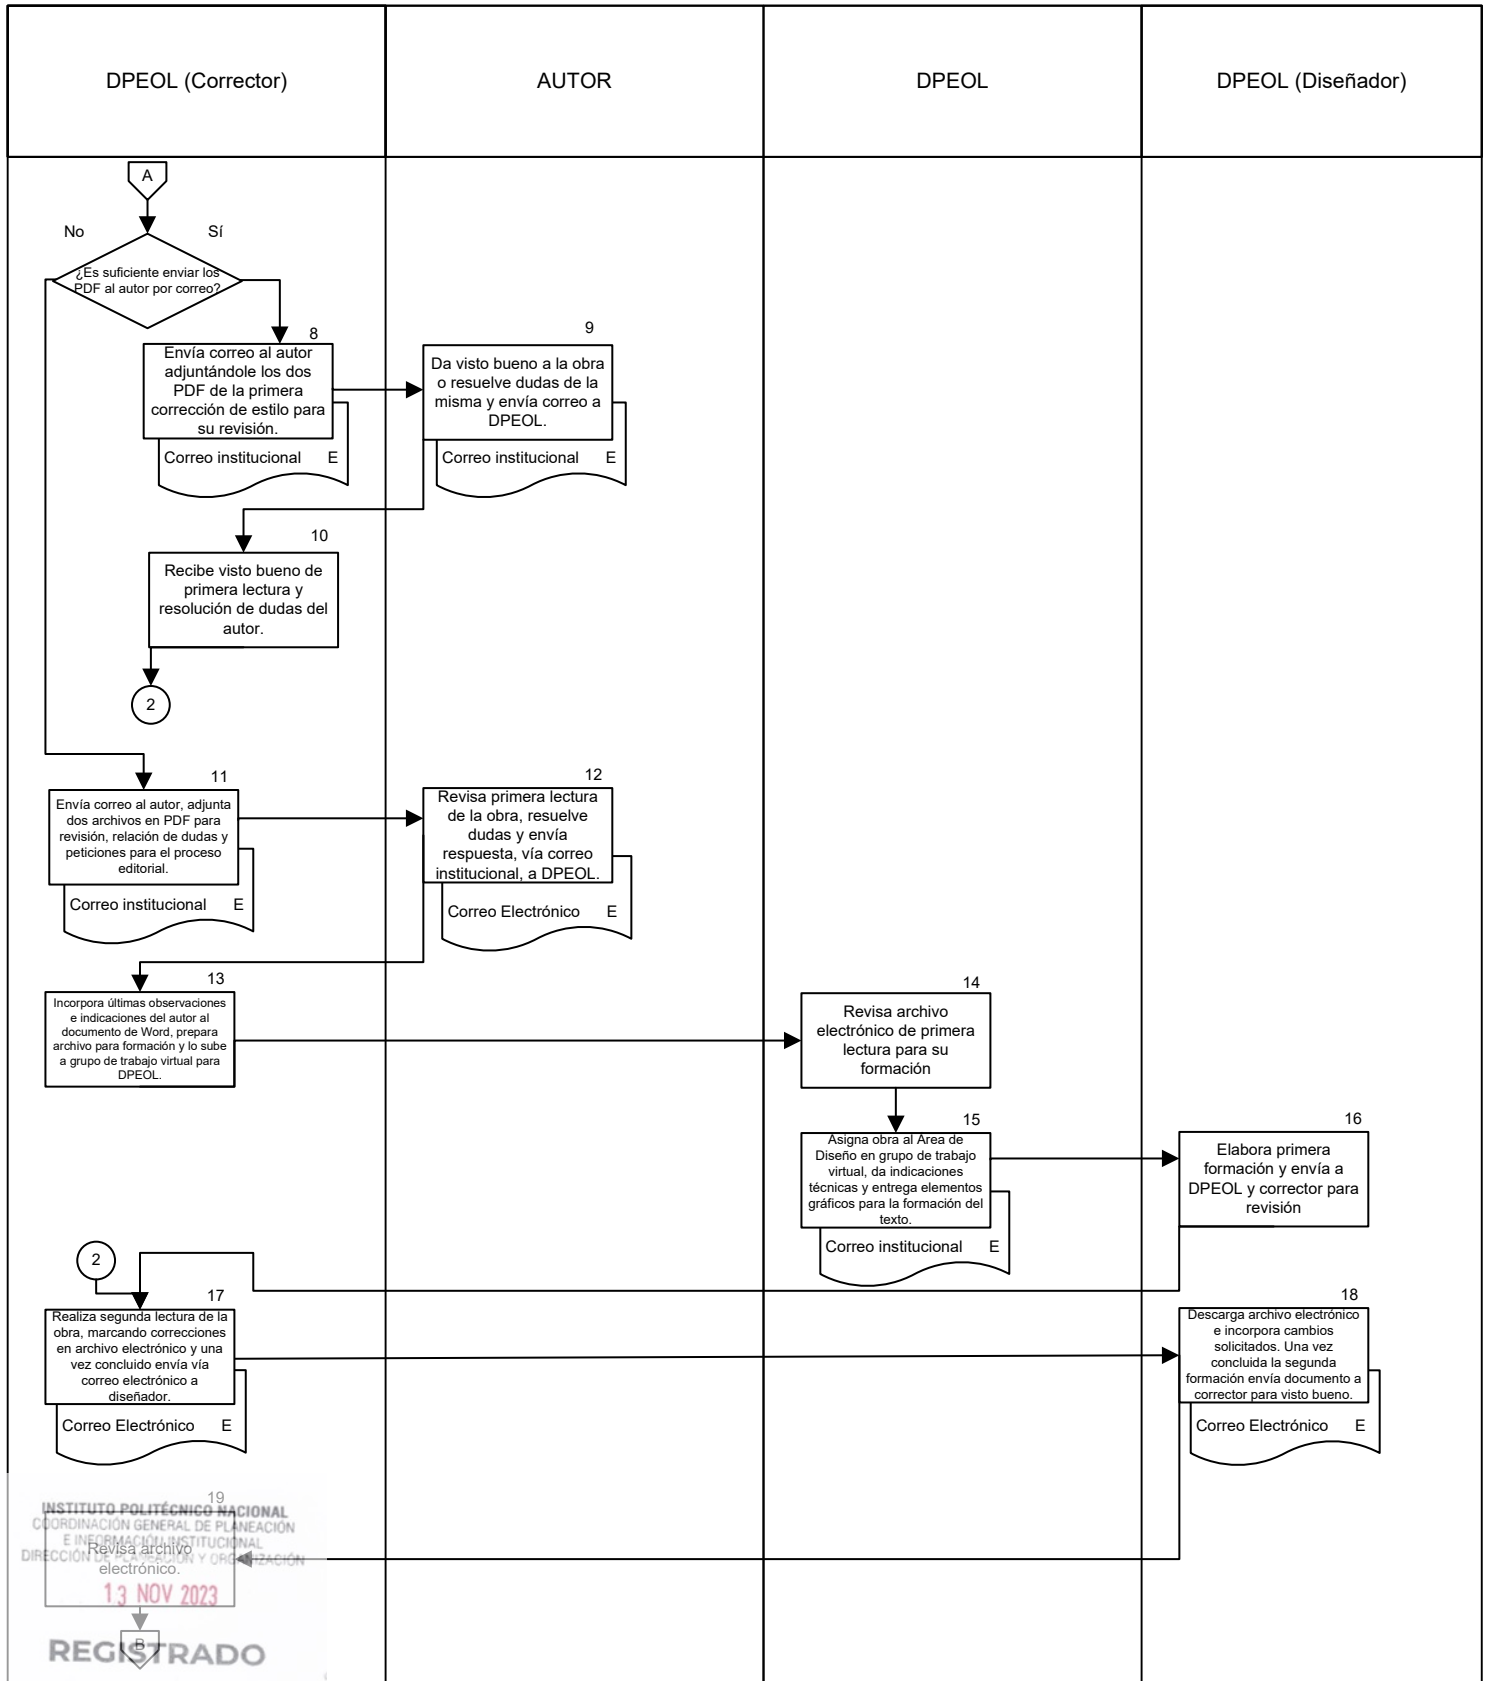 DPEOL (Corrector)
AUTOR
DPEOL
DPEOL (Diseñador)
A
No
Sí
¿Es suficiente enviar los
PDF al autor por correo?
8
Envía correo al autor
adjuntándole los dos
PDF de la primera
corrección de estilo para
su revisión.
Correo institucional E
9
Da visto bueno a la obra
o resuelve dudas de la
misma y envía correo a
DPEOL.
Correo institucional E
10
Recibe visto bueno de
primera lectura y
resolución de dudas del
autor.
2
11
Envía correo al autor, adjunta
dos archivos en PDF para
revisión, relación de dudas y
peticiones para el proceso
editorial.
Correo institucional E
12
Revisa primera lectura
de la obra, resuelve
dudas y envía
respuesta, vía correo
institucional, a DPEOL.
Correo Electrónico E
13
Incorpora últimas observaciones
e indicaciones del autor al
documento de Word, prepara
archivo para formación y lo sube
a grupo de trabajo virtual para
DPEOL.
14
Revisa archivo
electrónico de primera
lectura para su
formación
15
Asigna obra al Area de
Diseño en grupo de trabajo
virtual, da indicaciones
técnicas y entrega elementos
gráficos para la formación del
texto.
Correo institucional E
16
Elabora primera
formación y envía a
DPEOL y corrector para
revisión
2
17
Realiza segunda lectura de la
obra, marcando correcciones
en archivo electrónico y una
vez concluido envía vía
correo electrónico a
diseñador.
Correo Electrónico E
18
Descarga archivo electrónico
e incorpora cambios
solicitados. Una vez
concluida la segunda
formación envía documento a
corrector para visto bueno.
Correo Electrónico E
19
Revisa archivo
electrónico.
B
INSTITUTO POLITÉCNICO NACIONAL
COORDINACIÓN GENERAL DE PLANEACIÓN
E INFORMACIÓN INSTITUCIONAL
DIRECCIÓN DE PLANEACIÓN Y ORGANIZACIÓN
13 NOV 2023
REGISTRADO